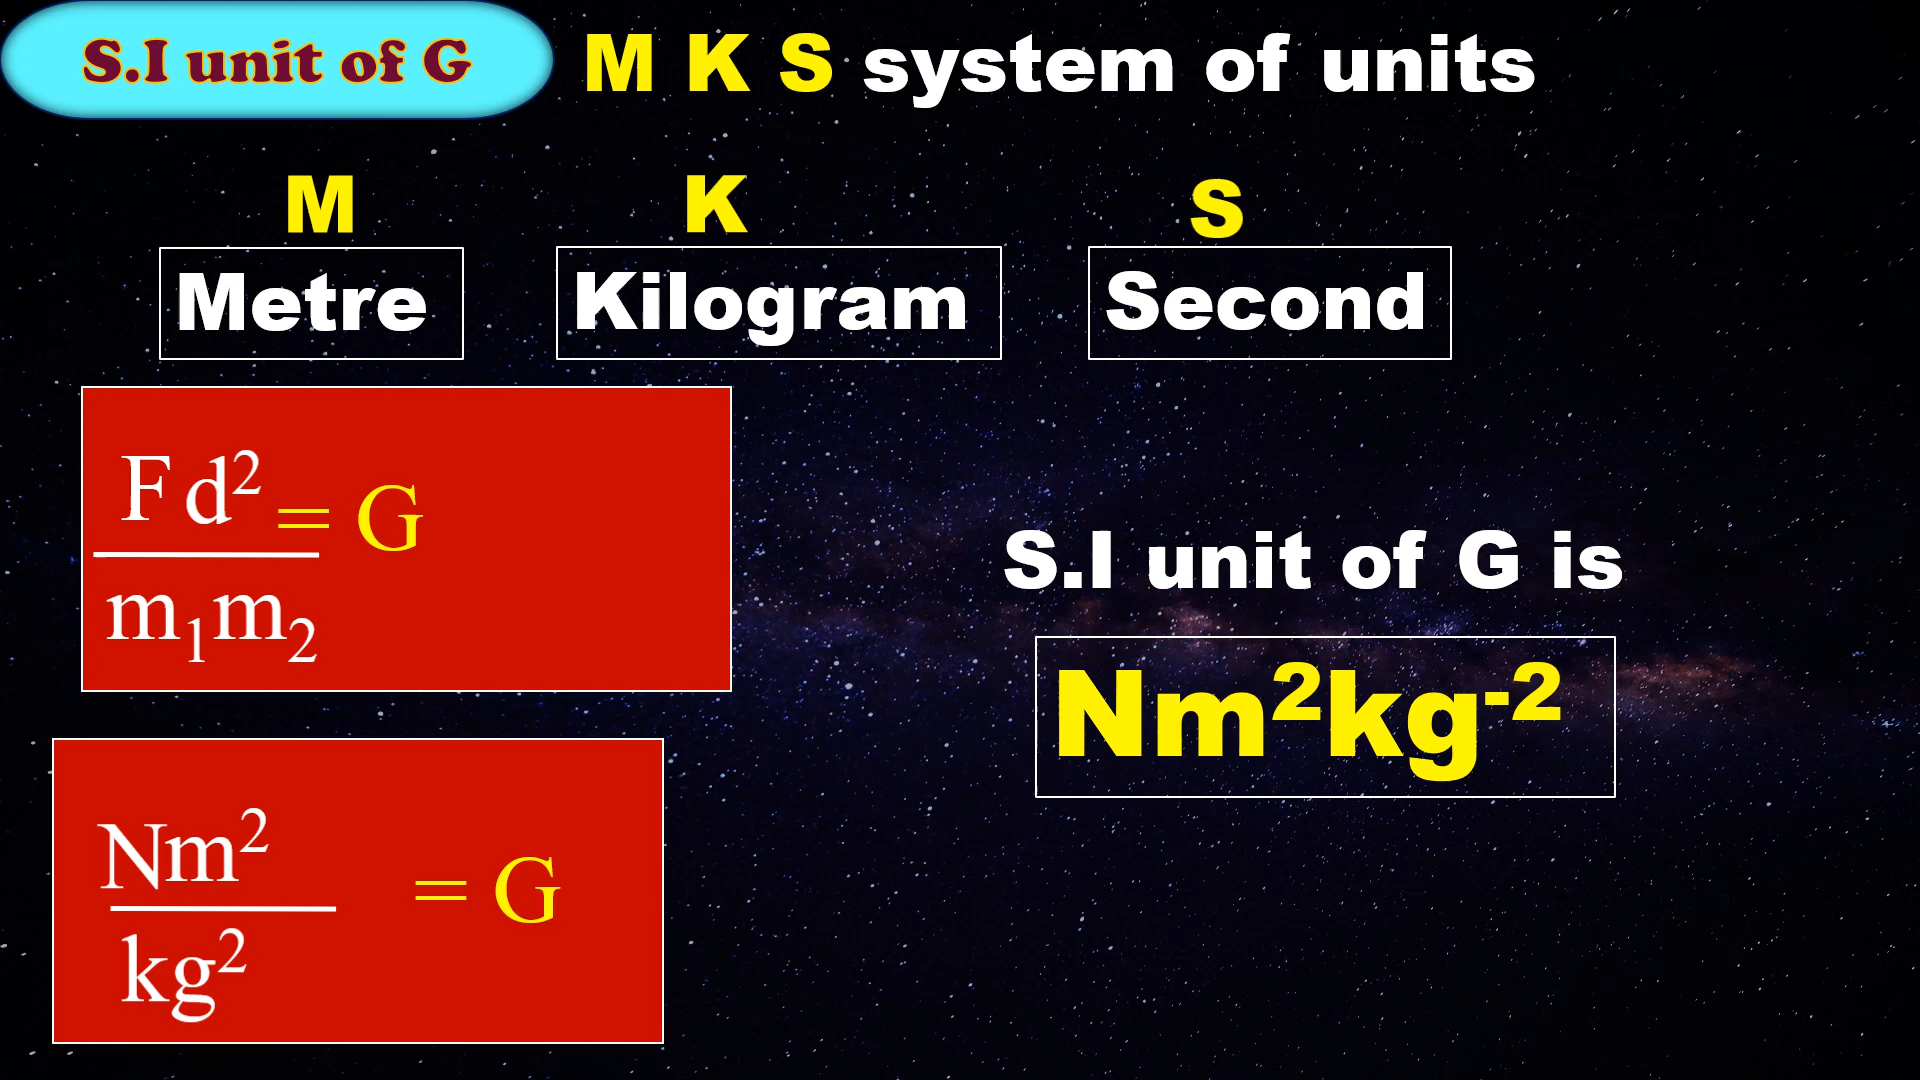 S.I unit of G
M K S system of units
M K S
Metre Kilogram Second
F d² = G
m₁m₂
S.I unit of G is
Nm²kg⁻²
Nm² = G
kg²